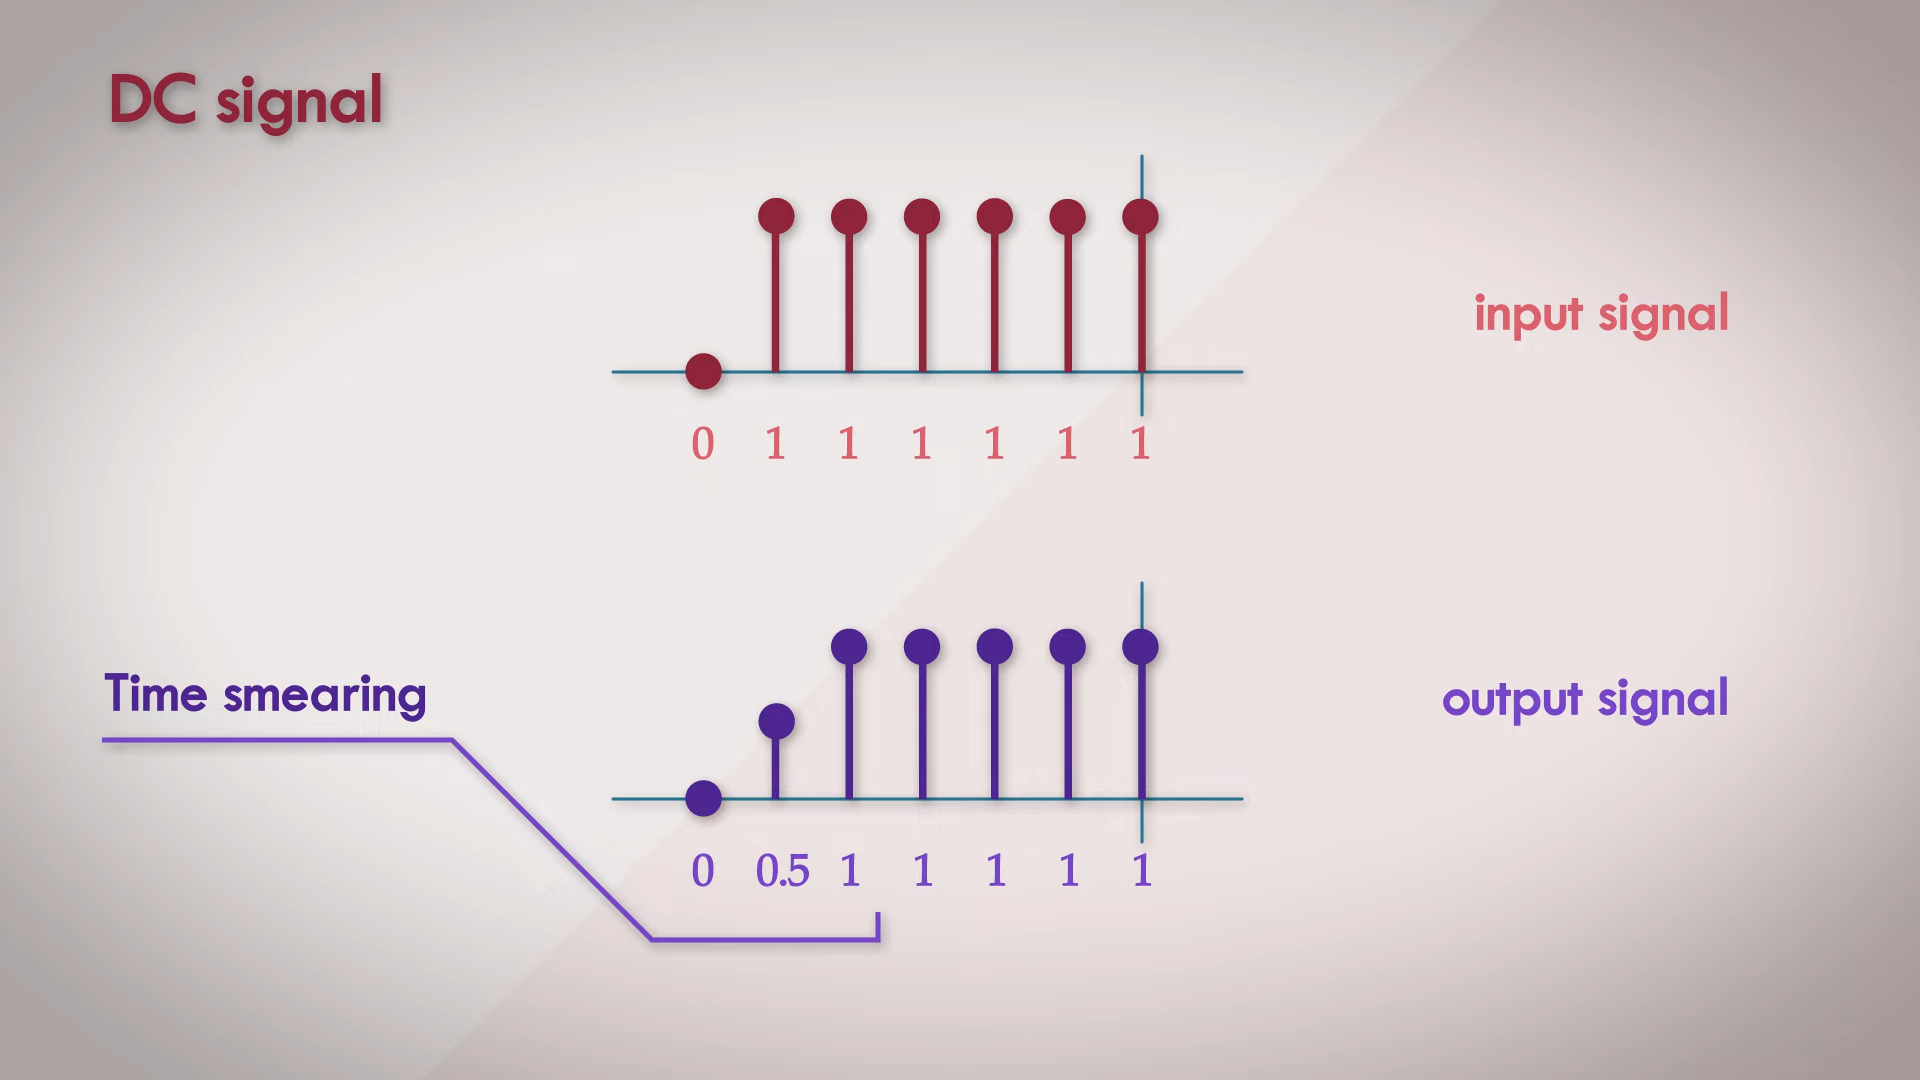 DC signal
input signal
0 1 1 1 1 1 1
Time smearing
output signal
0 0.5 1 1 1 1 1